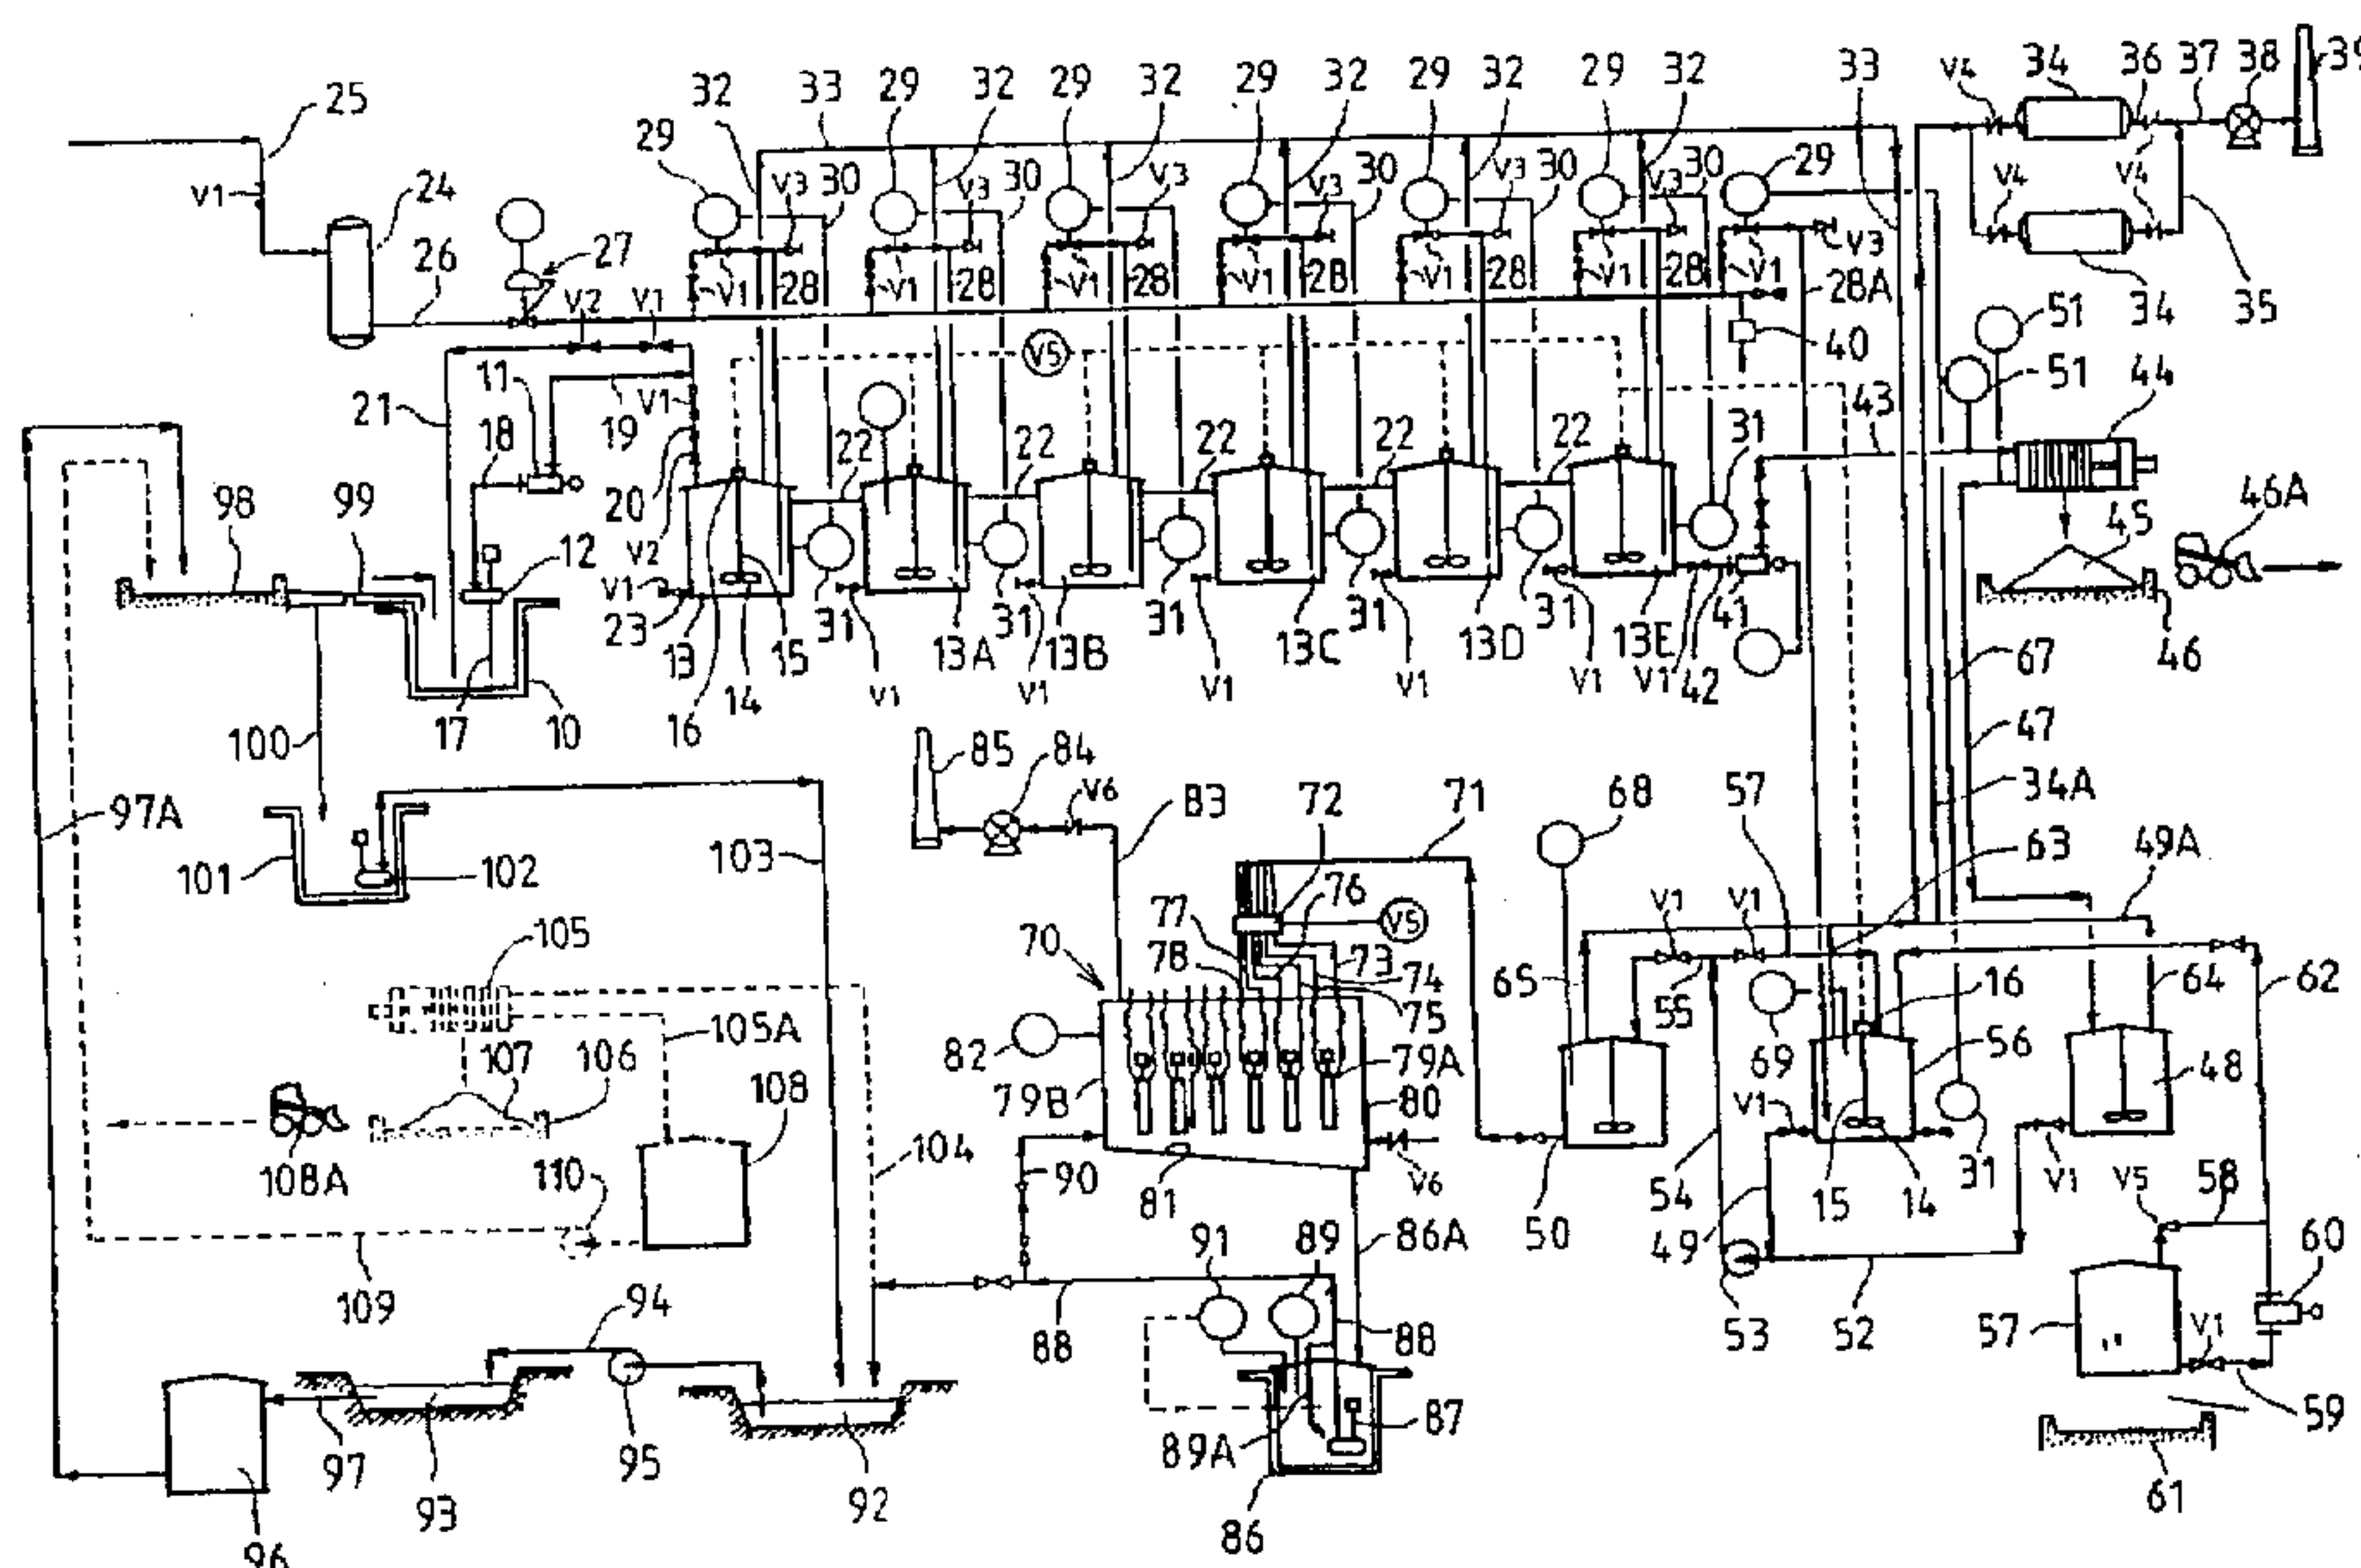 25 32 33 29 32 29 32 29 32 29 32 29 32 33 V4 34 36 37 38 39
29 32 V3 30 V3 30 V3 30 V3 30 V3 30 29
V1 24 V4 V4
26 27 V2 V1 V1 28 V1 28 V1 28 V1 28 V1 28 V1 28 V1 V3 28A 34 35
11 V5 40 51
21 18 19 V1 22 22 22 22 22 31 43 51 44
98 99 20 V2 45 46A
12 V1 23 13 31 13A 31 13B 31 13C 31 13D 31 13E 41 46
100 17 10 16 14 15 V1 V1 V1 V1 V1 V1 42 67
85 84 V6 83 72 71 68 57 47 34A
97A 101 102 103 63 49A
105 70 77 76 V5 V1 V1
78 73 74 75 65 55 16 64 62
105A 107 106 82 79B 79A 69 56 48
108A 108 104 90 81 80 V6 V1 54 15 14 31 V1 V5 58
110 91 89 86A 50 49 60
109 94 88 88 53 52 57 V1
97 93 95 92 89A 87 59
96 86 61